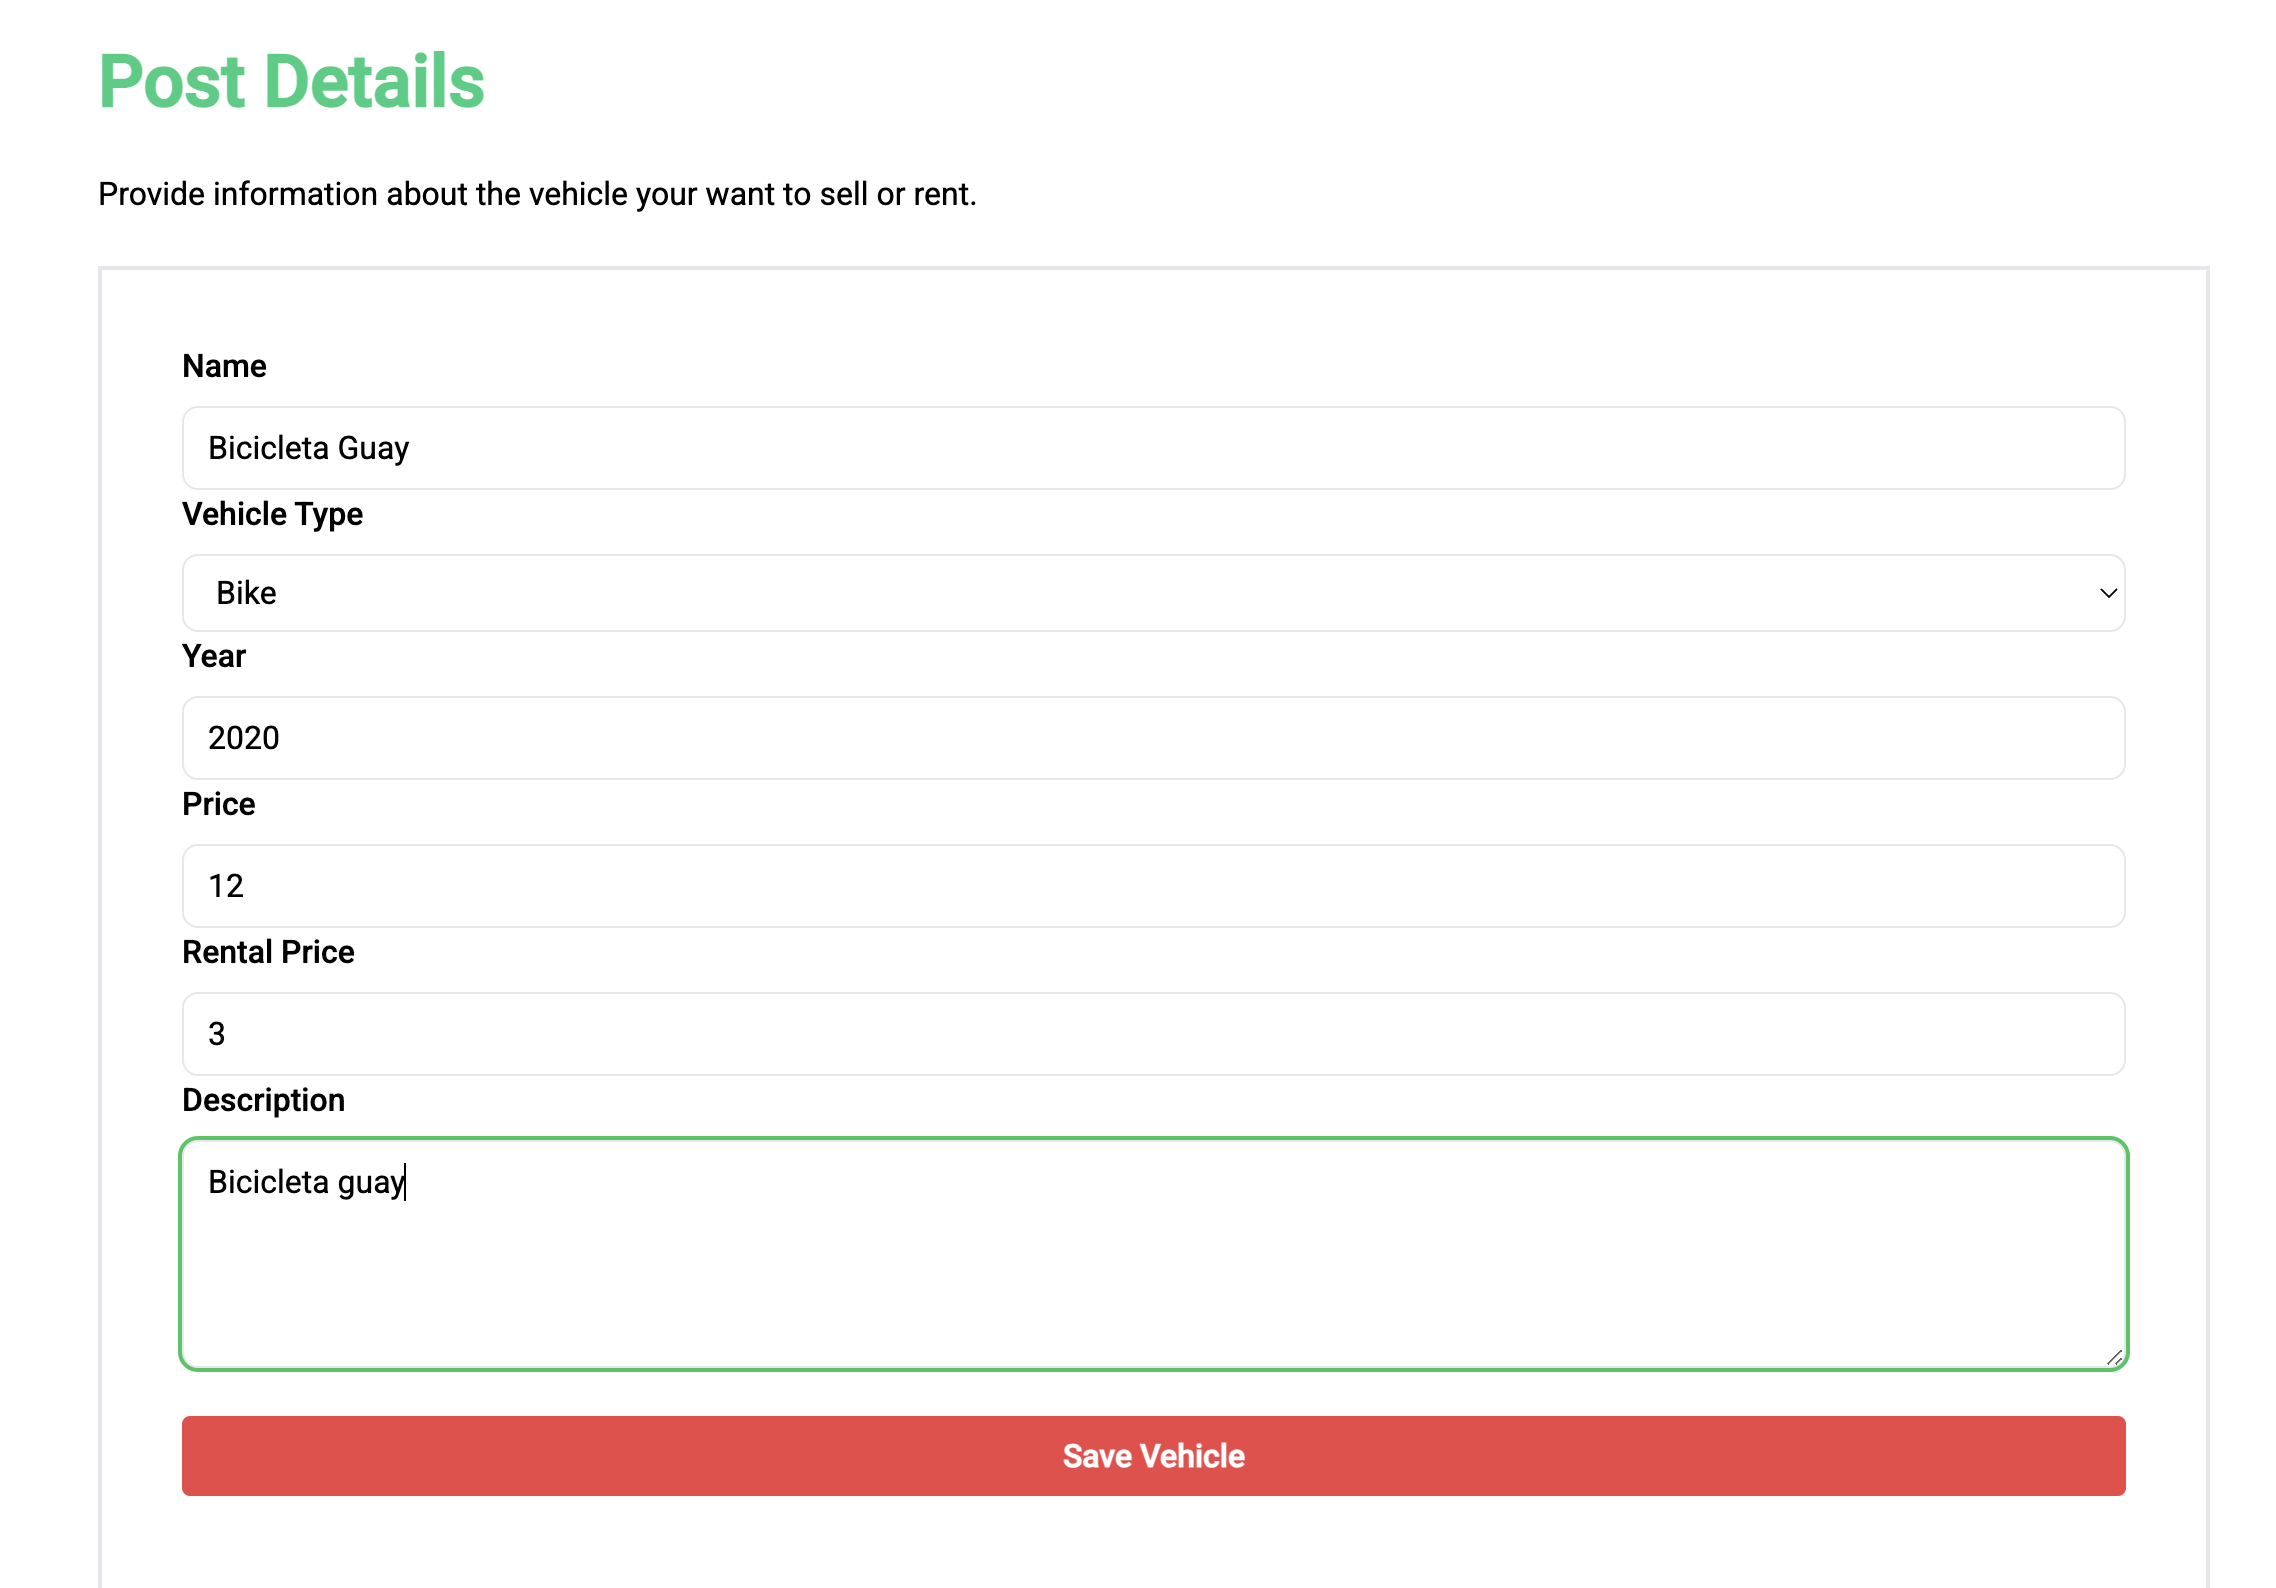 Post Details
Provide information about the vehicle your want to sell or rent.
Name
Bicicleta Guay
Vehicle Type
Bike
Year
2020
Price
12
Rental Price
3
Description
Bicicleta guay
Save Vehicle